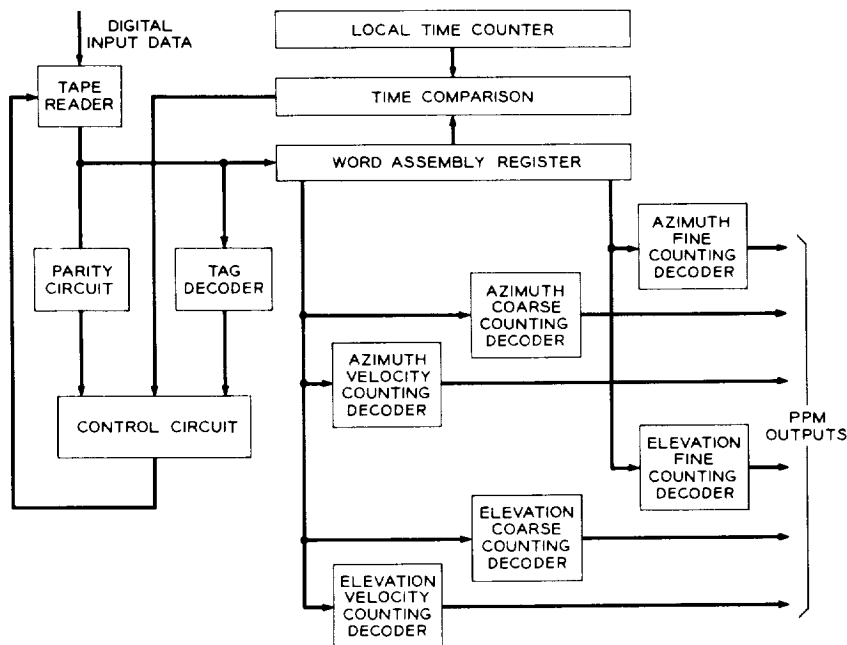 DIGITAL
INPUT DATA
LOCAL TIME COUNTER
TAPE
READER
TIME COMPARISON
WORD ASSEMBLY REGISTER
PARITY
CIRCUIT
TAG
DECODER
AZIMUTH
FINE
COUNTING
DECODER
AZIMUTH
COARSE
COUNTING
DECODER
AZIMUTH
VELOCITY
COUNTING
DECODER
CONTROL CIRCUIT
PPM
OUTPUTS
ELEVATION
FINE
COUNTING
DECODER
ELEVATION
COARSE
COUNTING
DECODER
ELEVATION
VELOCITY
COUNTING
DECODER